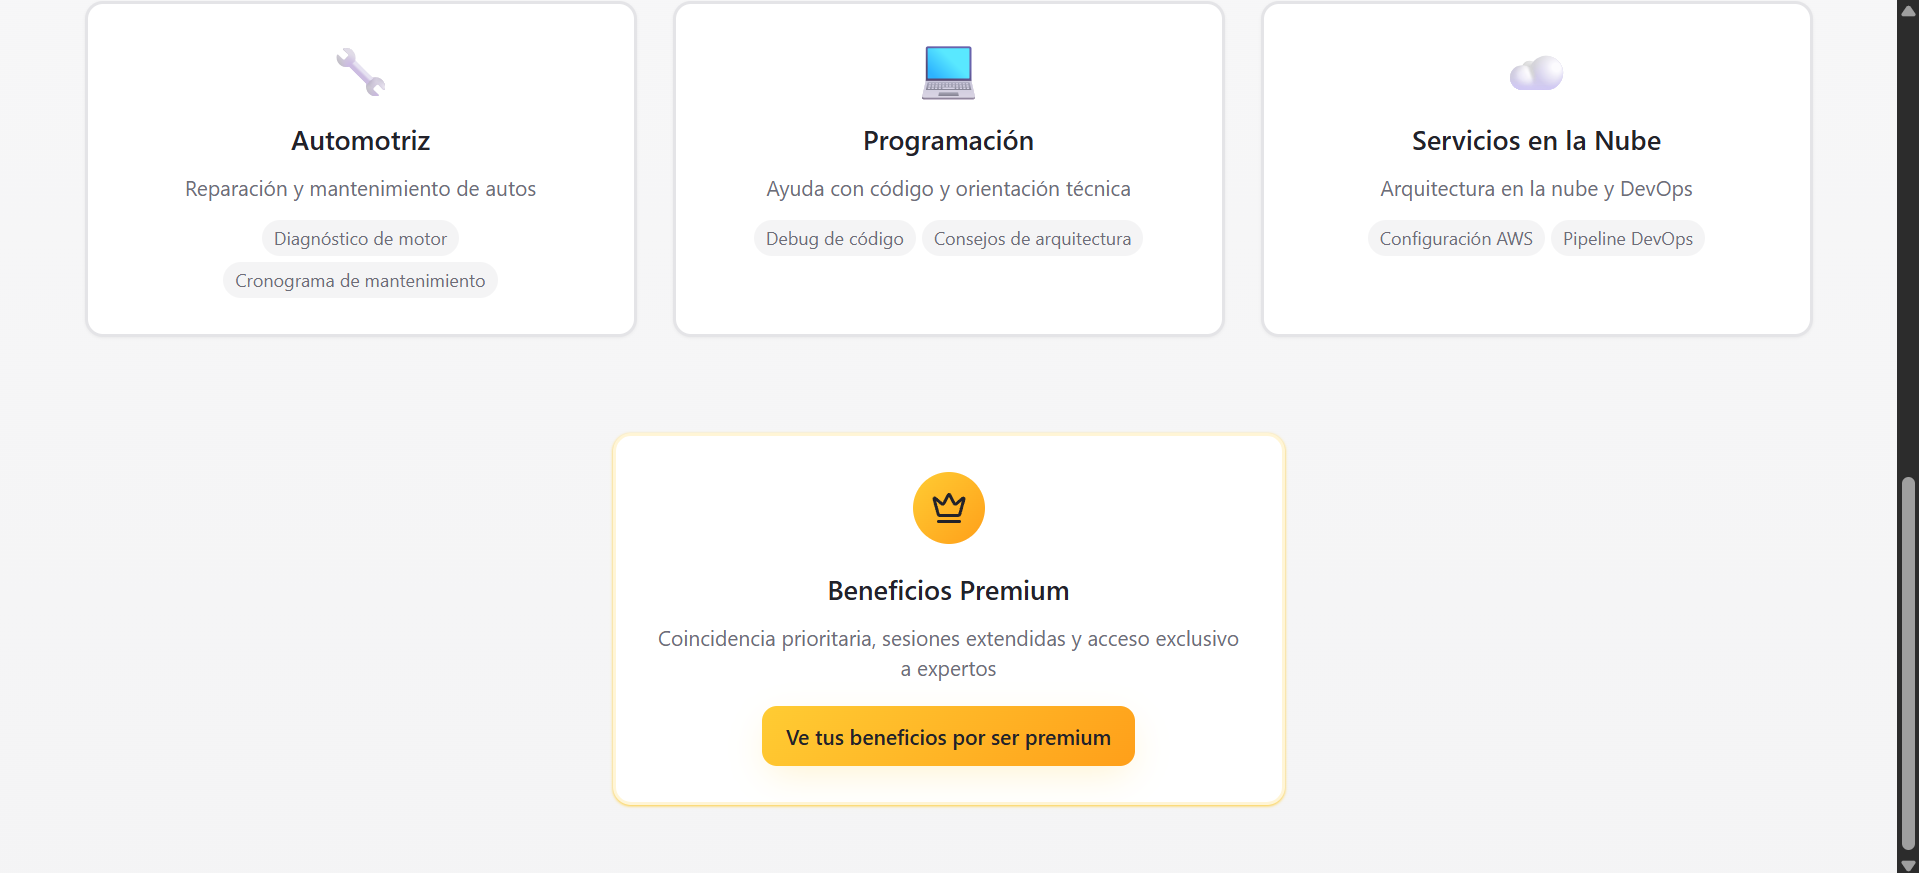 Automotriz
Reparación y mantenimiento de autos
Diagnóstico de motor
Cronograma de mantenimiento
Programación
Ayuda con código y orientación técnica
Debug de código
Consejos de arquitectura
Servicios en la Nube
Arquitectura en la nube y DevOps
Configuración AWS
Pipeline DevOps
Beneficios Premium
Coincidencia prioritaria, sesiones extendidas y acceso exclusivo
a expertos
Ve tus beneficios por ser premium